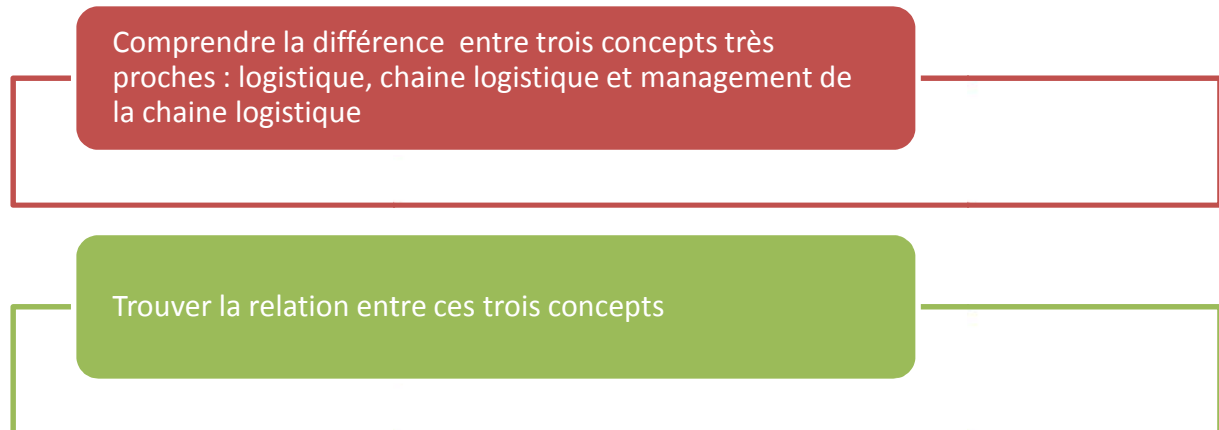 Comprendre la différence  entre trois concepts très
proches : logistique, chaine logistique et management de
la chaine logistique
Trouver la relation entre ces trois concepts